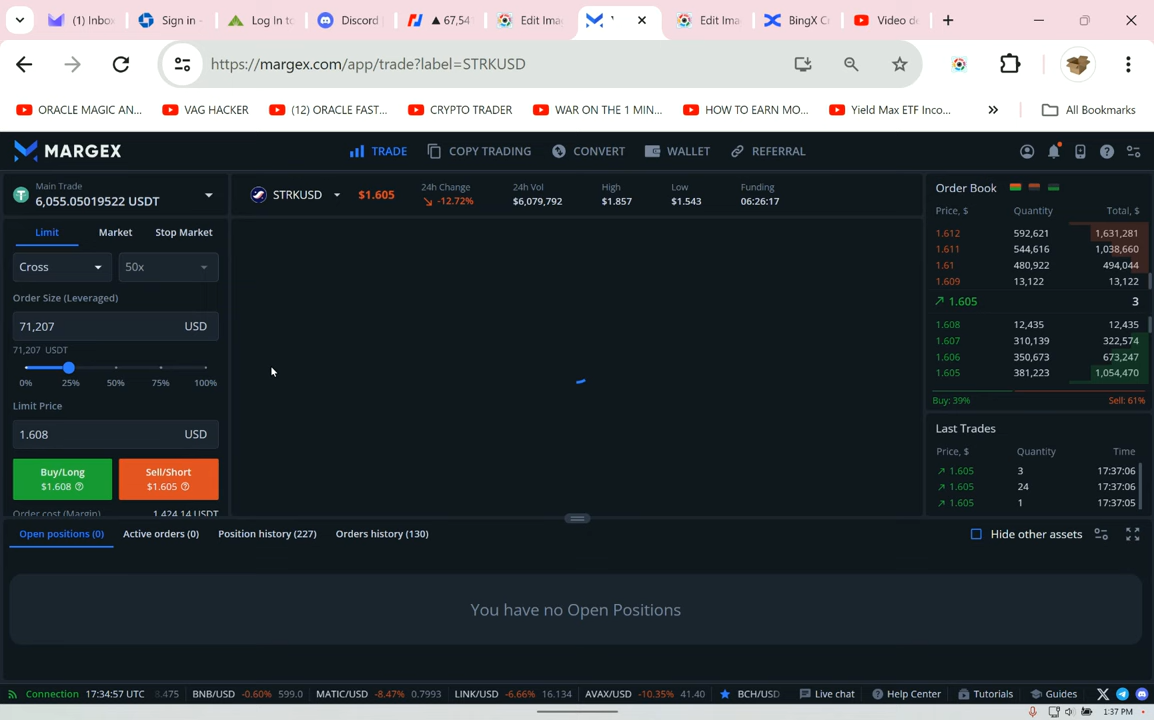 (1) Inbo
Sign in -
Log In to
Discord
▲ 67,54
Edit Ima
Edit Ima
BingX C
Video de
https://margex.com/app/trade?label=STRKUSD
ORACLE MAGIC AN...
VAG HACKER
(12) ORACLE FAST...
CRYPTO TRADER
WAR ON THE 1 MIN...
HOW TO EARN MO...
Yield Max ETF Inco...
»
All Bookmarks
MARGEX
TRADE
COPY TRADING
CONVERT
WALLET
REFERRAL
Main Trade
6,055.05019522 USDT
STRKUSD
$1.605
24h Change
-12.72%
24h Vol
$6,079,792
High
$1.857
Low
$1.543
Funding
06:26:17
Limit Market Stop Market
Cross 50x
Order Size (Leveraged)
71,207 USD
71,207 USDT
0% 25% 50% 75% 100%
Limit Price
1.608 USD
Buy/Long
$1.608
Sell/Short
$1.605
Order cost (Margin) 1,424.14 USDT
Order Book
Price, $ Quantity Total, $
1.612 592,621 1,631,281
1.611 544,616 1,038,660
1.61 480,922 494,044
1.609 13,122 13,122
1.605 3
1.608 12,435 12,435
1.607 310,139 322,574
1.606 350,673 673,247
1.605 381,223 1,054,470
Buy: 39% Sell: 61%
Last Trades
Price, $ Quantity Time
1.605 3 17:37:06
1.605 24 17:37:06
1.605 1 17:37:05
Open positions (0) Active orders (0) Position history (227) Orders history (130)
Hide other assets
You have no Open Positions
Connection 17:34:57 UTC 8.475 BNB/USD -0.60% 599.0 MATIC/USD -8.47% 0.7993 LINK/USD -6.66% 16.134 AVAX/USD -10.35% 41.40 BCH/USD Live chat Help Center Tutorials Guides
1:37 PM